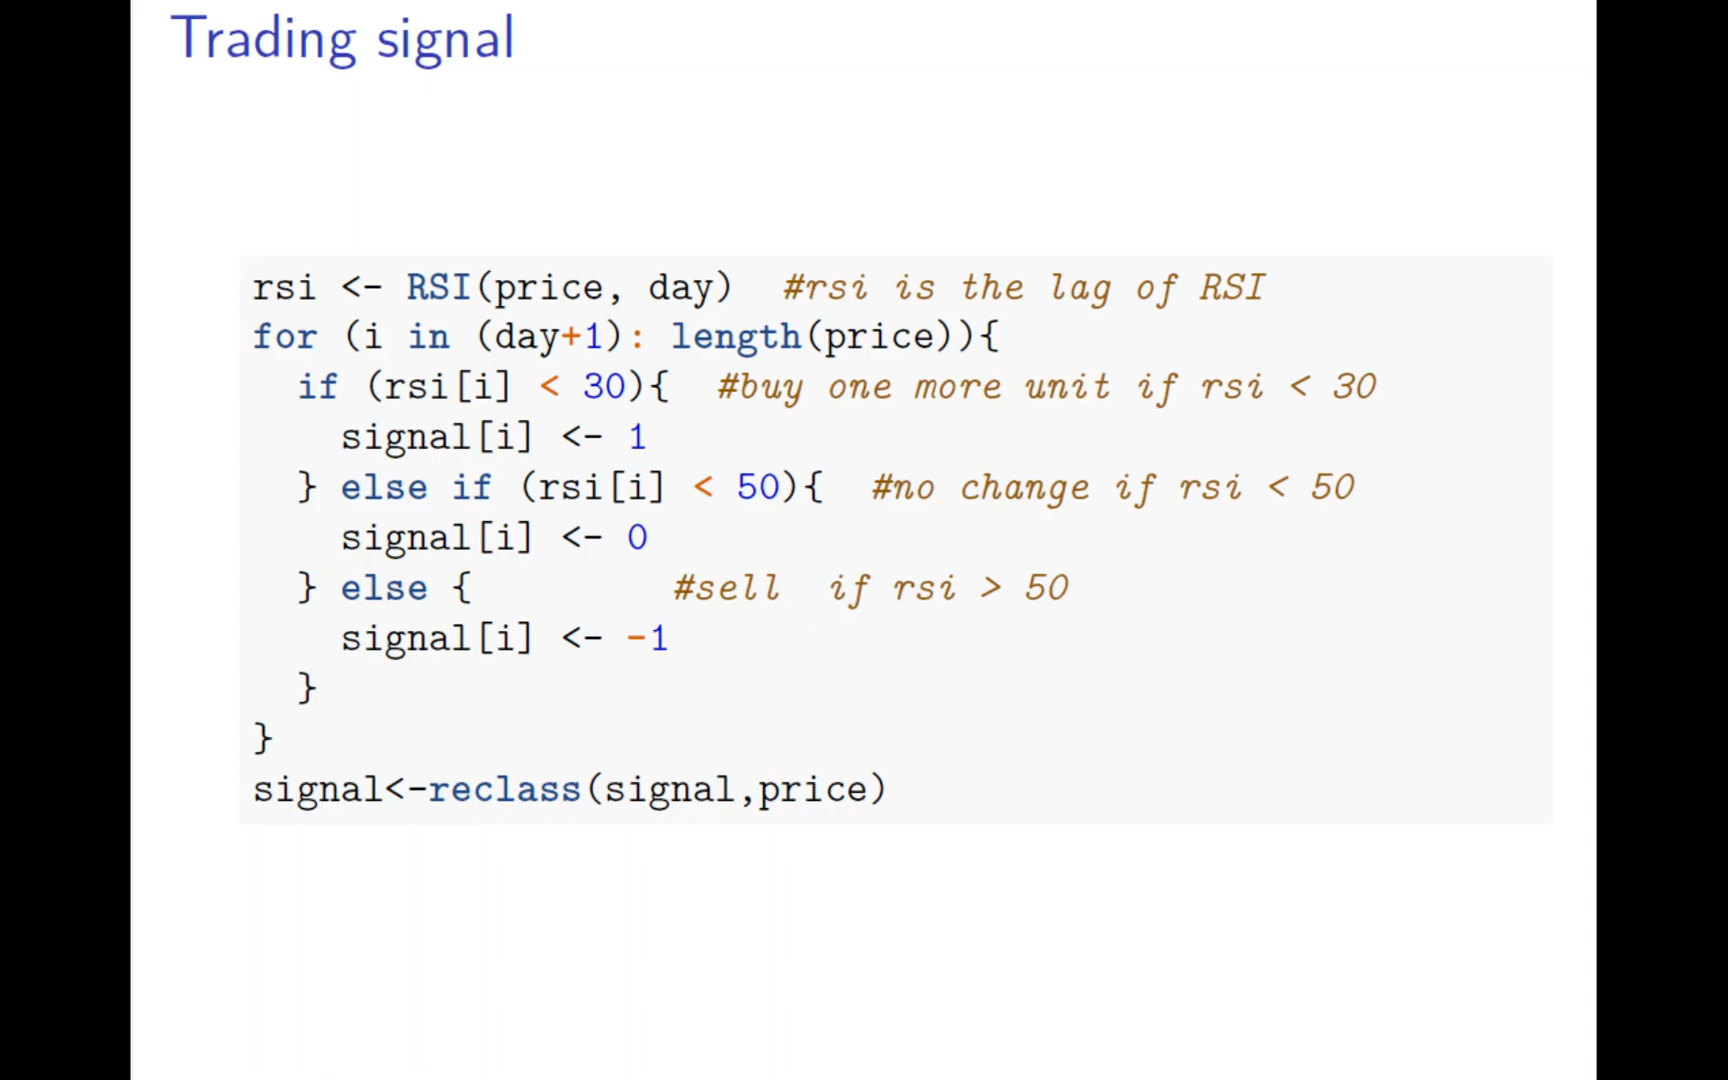 Trading signal
rsi <- RSI(price, day)  #rsi is the lag of RSI
for (i in (day+1): length(price)){
  if (rsi[i] < 30){  #buy one more unit if rsi < 30
    signal[i] <- 1
  } else if (rsi[i] < 50){  #no change if rsi < 50
    signal[i] <- 0
  } else {         #sell  if rsi > 50
    signal[i] <- -1
  }
}
signal<-reclass(signal,price)